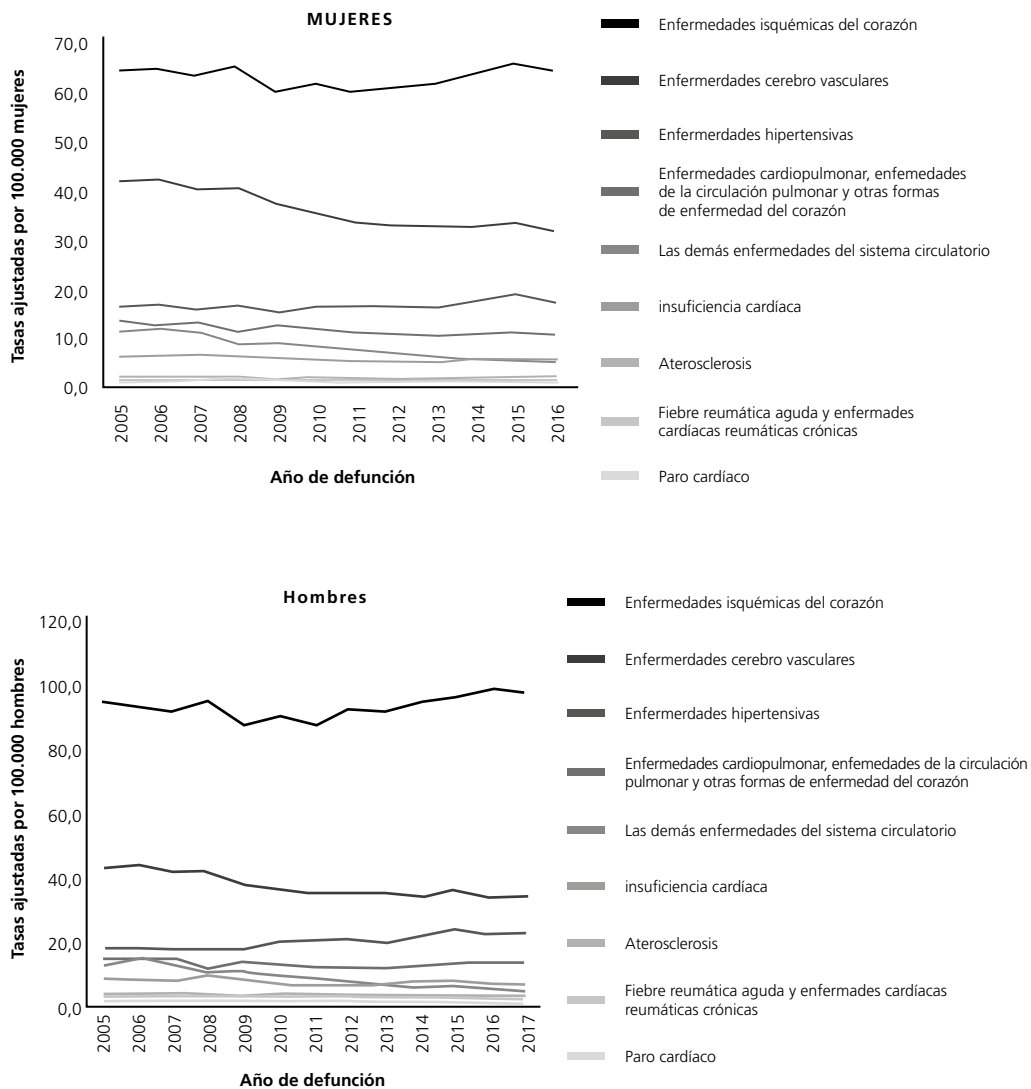 MUJERES
Tasas ajustadas por 100.000 mujeres
70,0
60,0
50,0
40,0
30,0
20,0
10,0
0,0
2005
2006
2007
2008
2009
2010
2011
2012
2013
2014
2015
2016
Año de defunción
Enfermedades isquémicas del corazón
Enfermerdades cerebro vasculares
Enfermerdades hipertensivas
Enfermedades cardiopulmonar, enfemedades
de la circulación pulmonar y otras formas
de enfermedad del corazón
Las demás enfermedades del sistema circulatorio
insuficiencia cardíaca
Aterosclerosis
Fiebre reumática aguda y enfermades
cardíacas reumáticas crónicas
Paro cardíaco
Hombres
Tasas ajustadas por 100.000 hombres
120,0
100,0
80,0
60,0
40,0
20,0
0,0
2005
2006
2007
2008
2009
2010
2011
2012
2013
2014
2015
2016
2017
Año de defunción
Enfermedades isquémicas del corazón
Enfermerdades cerebro vasculares
Enfermerdades hipertensivas
Enfermedades cardiopulmonar, enfemedades de la circulación
pulmonar y otras formas de enfermedad del corazón
Las demás enfermedades del sistema circulatorio
insuficiencia cardíaca
Aterosclerosis
Fiebre reumática aguda y enfermades cardíacas
reumáticas crónicas
Paro cardíaco